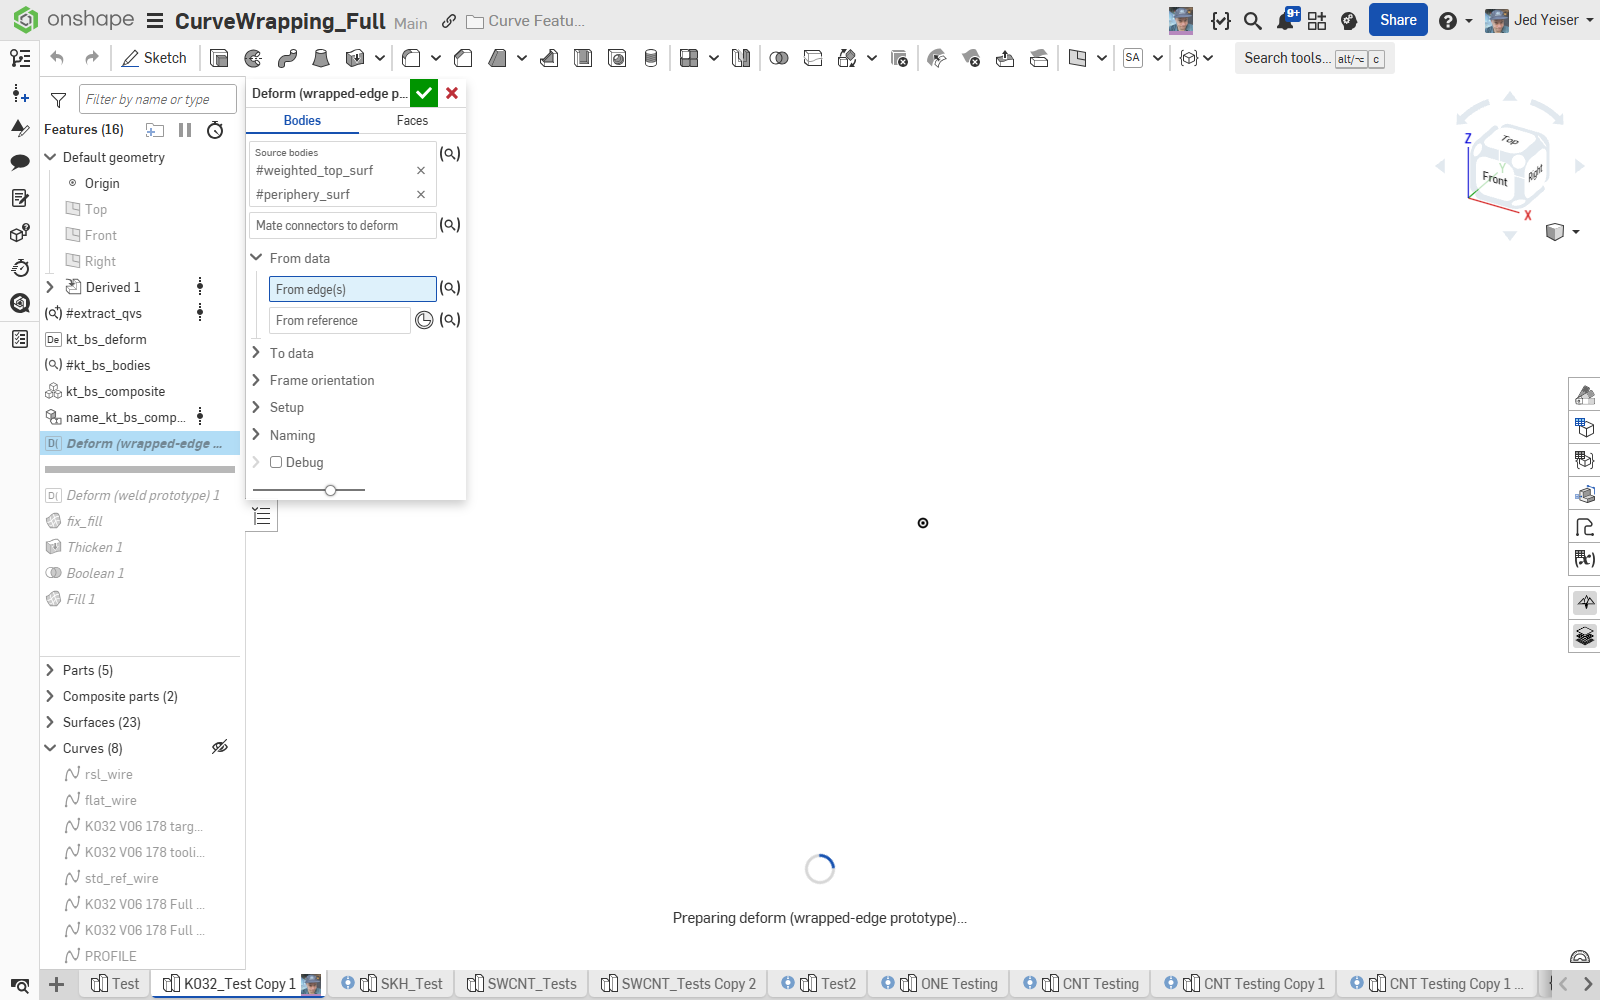 onshape
CurveWrapping_Full Main Curve Featu...
9+
Share
Jed Yeiser
Sketch
Search tools... alt/⌥ c
SA
Filter by name or type
Features (16)
Default geometry
Origin
Top
Front
Right
Derived 1
#extract_qvs
De kt_bs_deform
#kt_bs_bodies
kt_bs_composite
name_kt_bs_comp...
D( Deform (wrapped-edge ...
D( Deform (weld prototype) 1
fix_fill
Thicken 1
Boolean 1
Fill 1
Parts (5)
Composite parts (2)
Surfaces (23)
Curves (8)
rsl_wire
flat_wire
K032 V06 178 targ...
K032 V06 178 tooli...
std_ref_wire
K032 V06 178 Full ...
K032 V06 178 Full ...
PROFILE
Deform (wrapped-edge p...
Bodies Faces
Source bodies
#weighted_top_surf
#periphery_surf
Mate connectors to deform
From data
From edge(s)
From reference
To data
Frame orientation
Setup
Naming
Debug
Z
Top
Y
Front Right
X
Preparing deform (wrapped-edge prototype)...
Test K032_Test Copy 1 SKH_Test SWCNT_Tests SWCNT_Tests Copy 2 Test2 ONE Testing CNT Testing CNT Testing Copy 1 CNT Testing Copy 1 ...